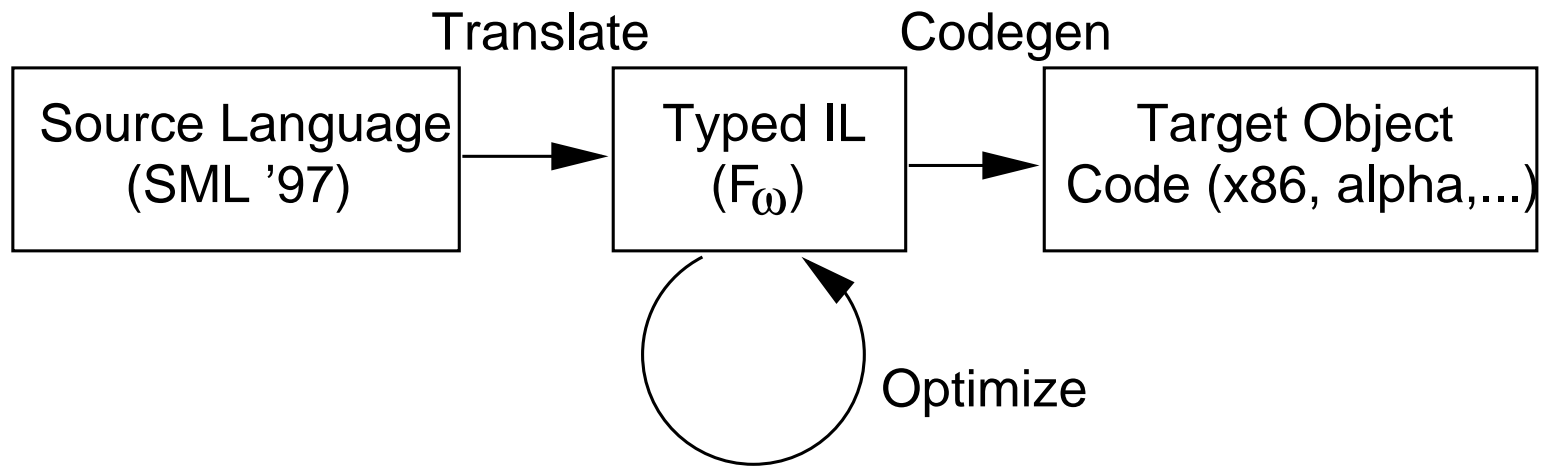 Translate
Codegen
Source Language
(SML ’97)
Typed IL
(Fω)
Target Object
Code (x86, alpha,...)
Optimize